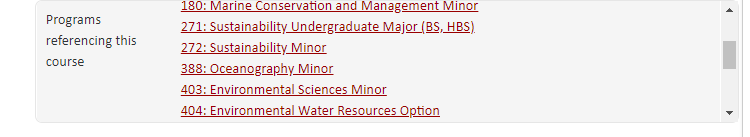 Programs referencing this course
180: Marine Conservation and Management Minor
271: Sustainability Undergraduate Major (BS, HBS)
272: Sustainability Minor
388: Oceanography Minor
403: Environmental Sciences Minor
404: Environmental Water Resources Option